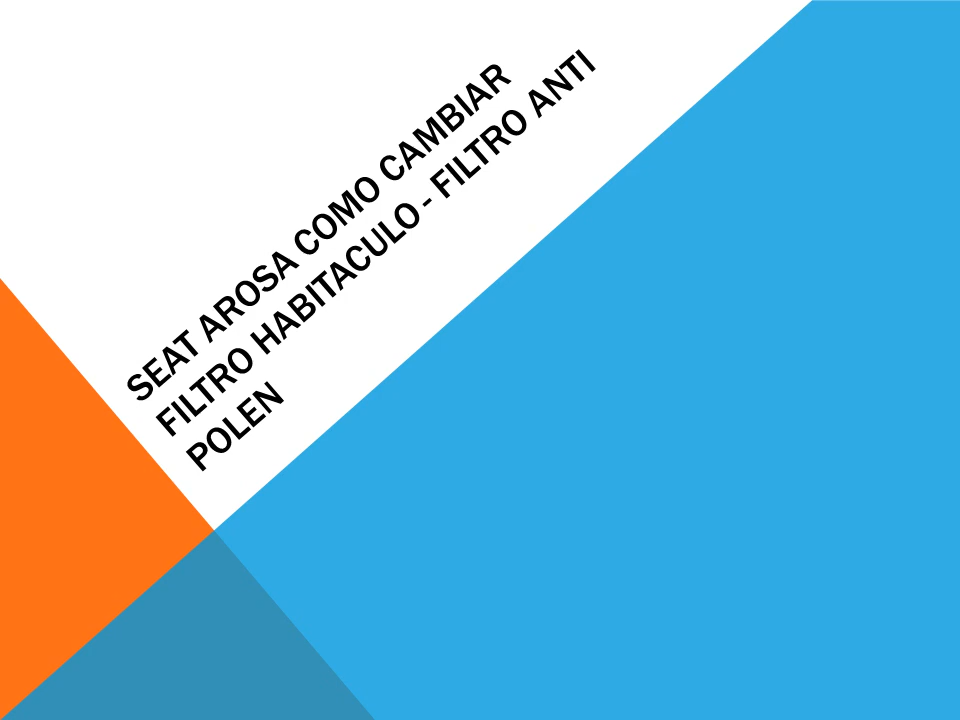 SEAT AROSA COMO CAMBIAR
FILTRO HABITACULO - FILTRO ANTI
POLEN